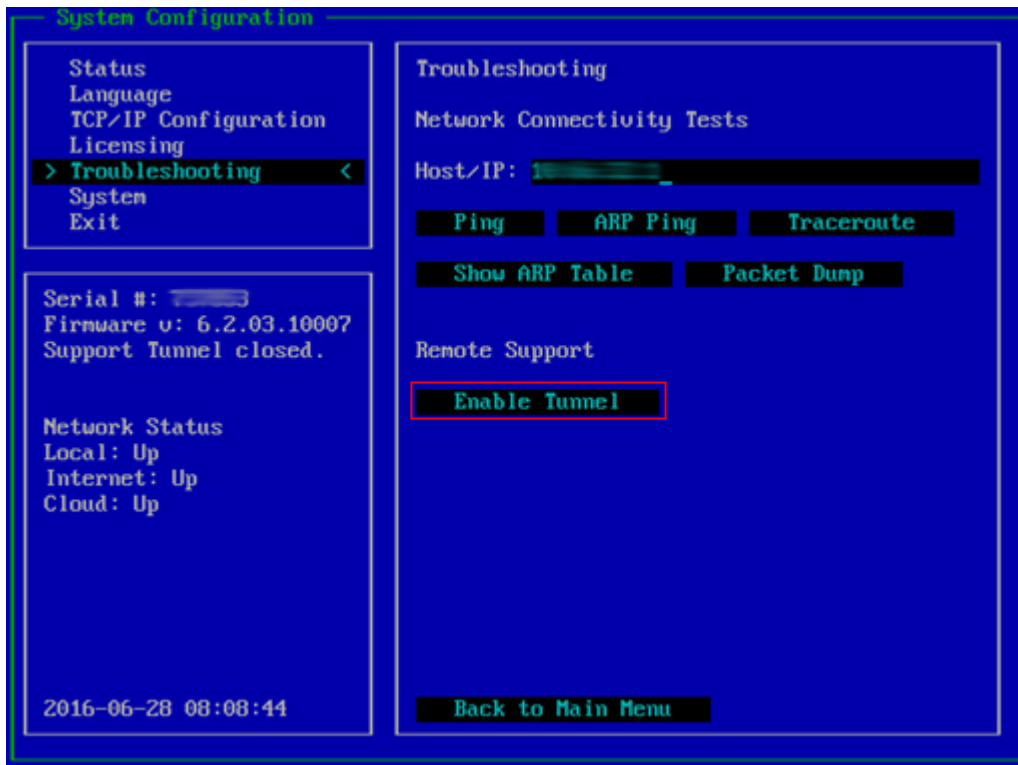 System Configuration
Status
Language
TCP/IP Configuration
Licensing
> Troubleshooting <
System
Exit
Serial #:
Firmware v: 6.2.03.10007
Support Tunnel closed.
Network Status
Local: Up
Internet: Up
Cloud: Up
2016-06-28 08:08:44
Troubleshooting
Network Connectivity Tests
Host/IP:
Ping ARP Ping Traceroute
Show ARP Table Packet Dump
Remote Support
Enable Tunnel
Back to Main Menu